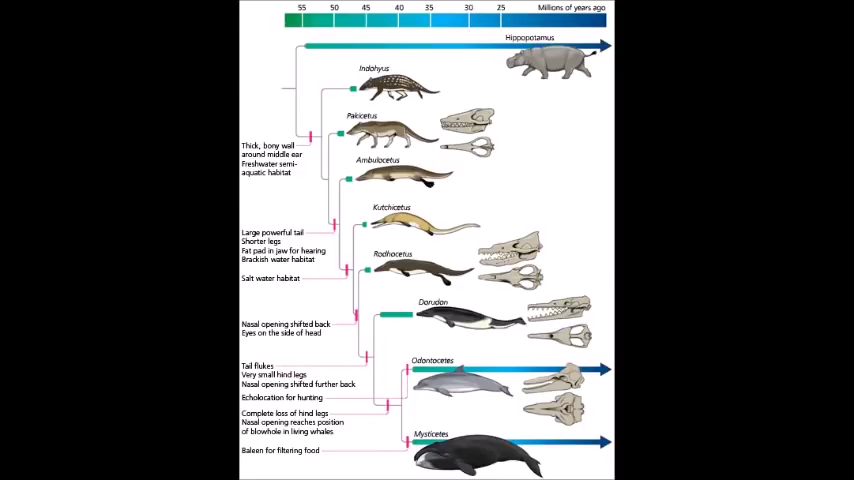 55 50 45 40 35 30 25 Millions of years ago
Hippopotamus
Indohyus
Pakicetus
Thick, bony wall
around middle ear
Freshwater semi-
aquatic habitat
Ambulocetus
Kutchicetus
Large powerful tail
Shorter legs
Fat pad in jaw for hearing
Brackish water habitat
Rodhocetus
Salt water habitat
Dorudon
Nasal opening shifted back
Eyes on the side of head
Odontocetes
Tail flukes
Very small hind legs
Nasal opening shifted further back
Echolocation for hunting
Complete loss of hind legs
Nasal opening reaches position
of blowhole in living whales
Mysticetes
Baleen for filtering food